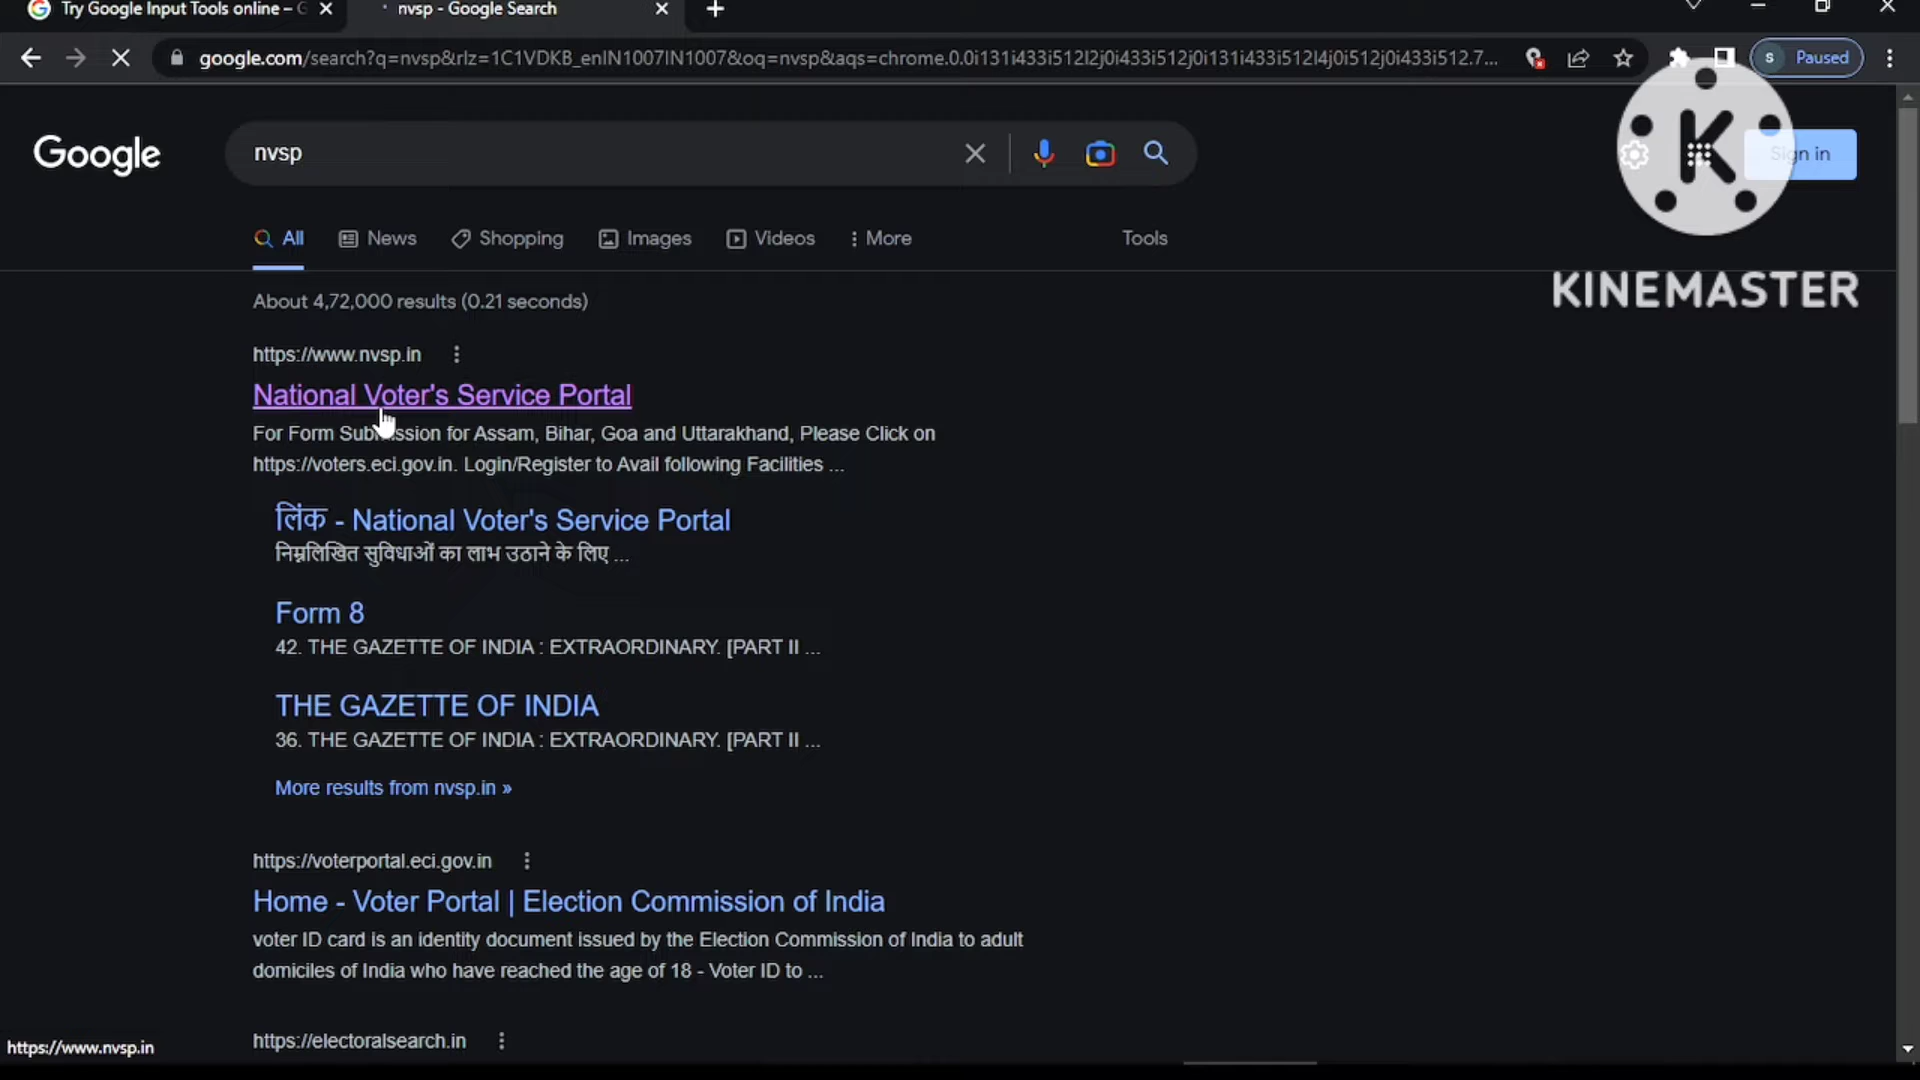 Try Google Input Tools online –
nvsp - Google Search
google.com/search?q=nvsp&rlz=1C1VDKB_enIN1007IN1007&oq=nvsp&aqs=chrome.0.0i131i433i512l2j0i433i512j0i131i433i512l4j0i512j0i433i512.7...
s Paused
Google
nvsp
Sign in
K
KINEMASTER
All
News
Shopping
Images
Videos
More
Tools
About 4,72,000 results (0.21 seconds)
https://www.nvsp.in
National Voter's Service Portal
For Form Submission for Assam, Bihar, Goa and Uttarakhand, Please Click on
https://voters.eci.gov.in. Login/Register to Avail following Facilities ...
लिंक - National Voter's Service Portal
निम्नलिखित सुविधाओं का लाभ उठाने के लिए ...
Form 8
42. THE GAZETTE OF INDIA : EXTRAORDINARY. [PART II ...
THE GAZETTE OF INDIA
36. THE GAZETTE OF INDIA : EXTRAORDINARY. [PART II ...
More results from nvsp.in »
https://voterportal.eci.gov.in
Home - Voter Portal | Election Commission of India
voter ID card is an identity document issued by the Election Commission of India to adult
domiciles of India who have reached the age of 18 - Voter ID to ...
https://electoralsearch.in
https://www.nvsp.in